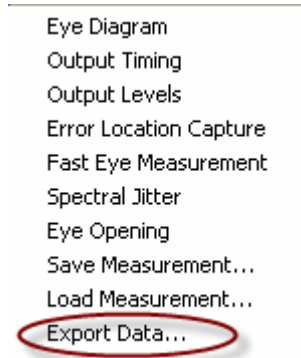 Eye Diagram
Output Timing
Output Levels
Error Location Capture
Fast Eye Measurement
Spectral Jitter
Eye Opening
Save Measurement...
Load Measurement...
Export Data...